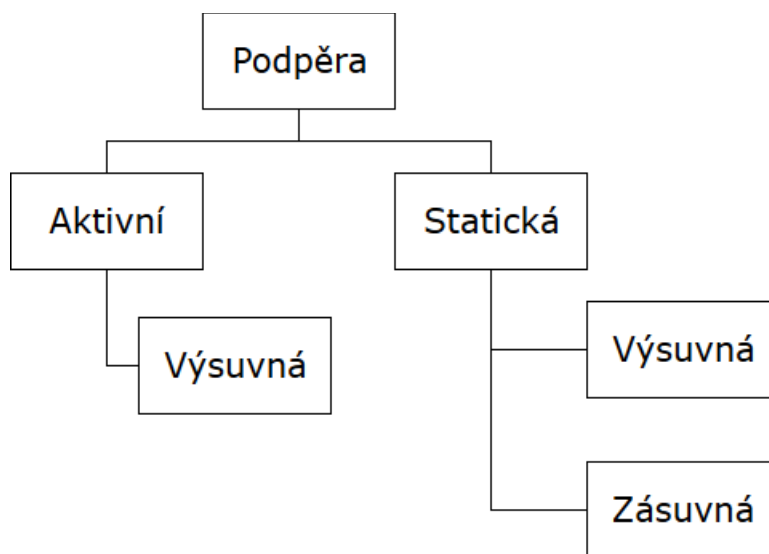 Podpěra
Aktivní
Statická
Výsuvná
Výsuvná
Zásuvná